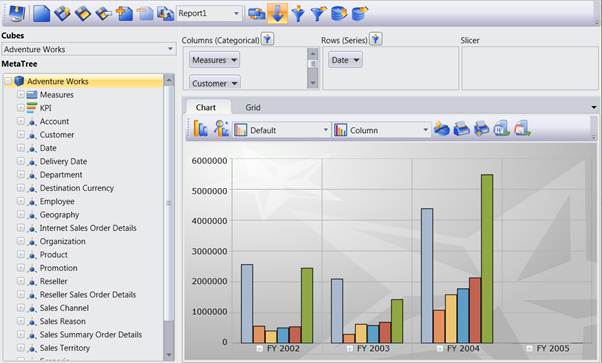 Report1
Cubes
Adventure Works
MetaTree
Adventure Works
Measures
KPI
Account
Customer
Date
Delivery Date
Department
Destination Currency
Employee
Geography
Internet Sales Order Details
Organization
Product
Promotion
Reseller
Reseller Sales Order Details
Sales Channel
Sales Reason
Sales Summary Order Details
Sales Territory
Columns (Categorical)
Measures
Customer
Rows (Series)
Date
Slicer
Chart Grid
Default Column
6000000
5000000
4000000
3000000
2000000
1000000
0
FY 2002 FY 2003 FY 2004 FY 2005